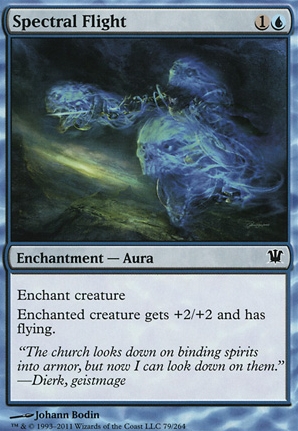 Spectral Flight 1
Enchantment — Aura
Enchant creature
Enchanted creature gets +2/+2 and has
flying.
“The church looks down on binding spirits
into armor, but now I can look down on them.”
—Dierk, geistmage
Johann Bodin
™ & © 1993–2011 Wizards of the Coast LLC 79/264